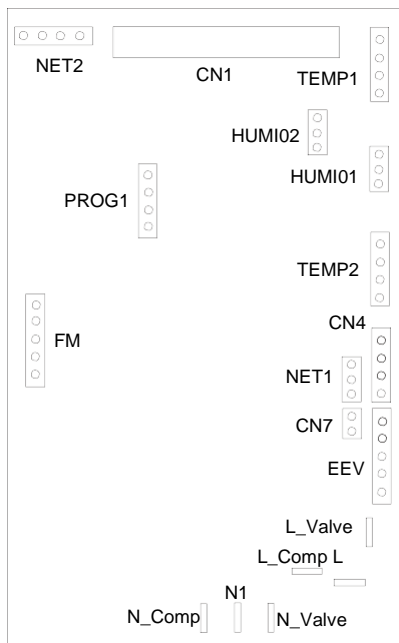 NET2
CN1
TEMP1
HUMI02
HUMI01
PROG1
TEMP2
CN4
FM
NET1
CN7
EEV
L_Valve
L_Comp L
N1
N_Comp
N_Valve